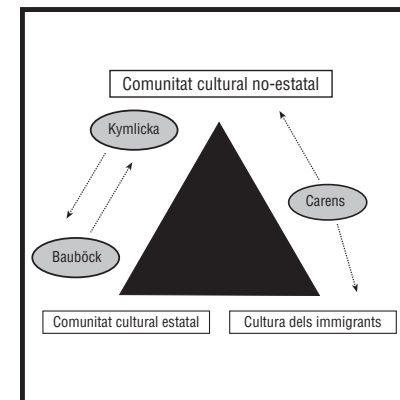 Comunitat cultural no-estatal
Kymlicka
Carens
Bauböck
Comunitat cultural estatal
Cultura dels immigrants